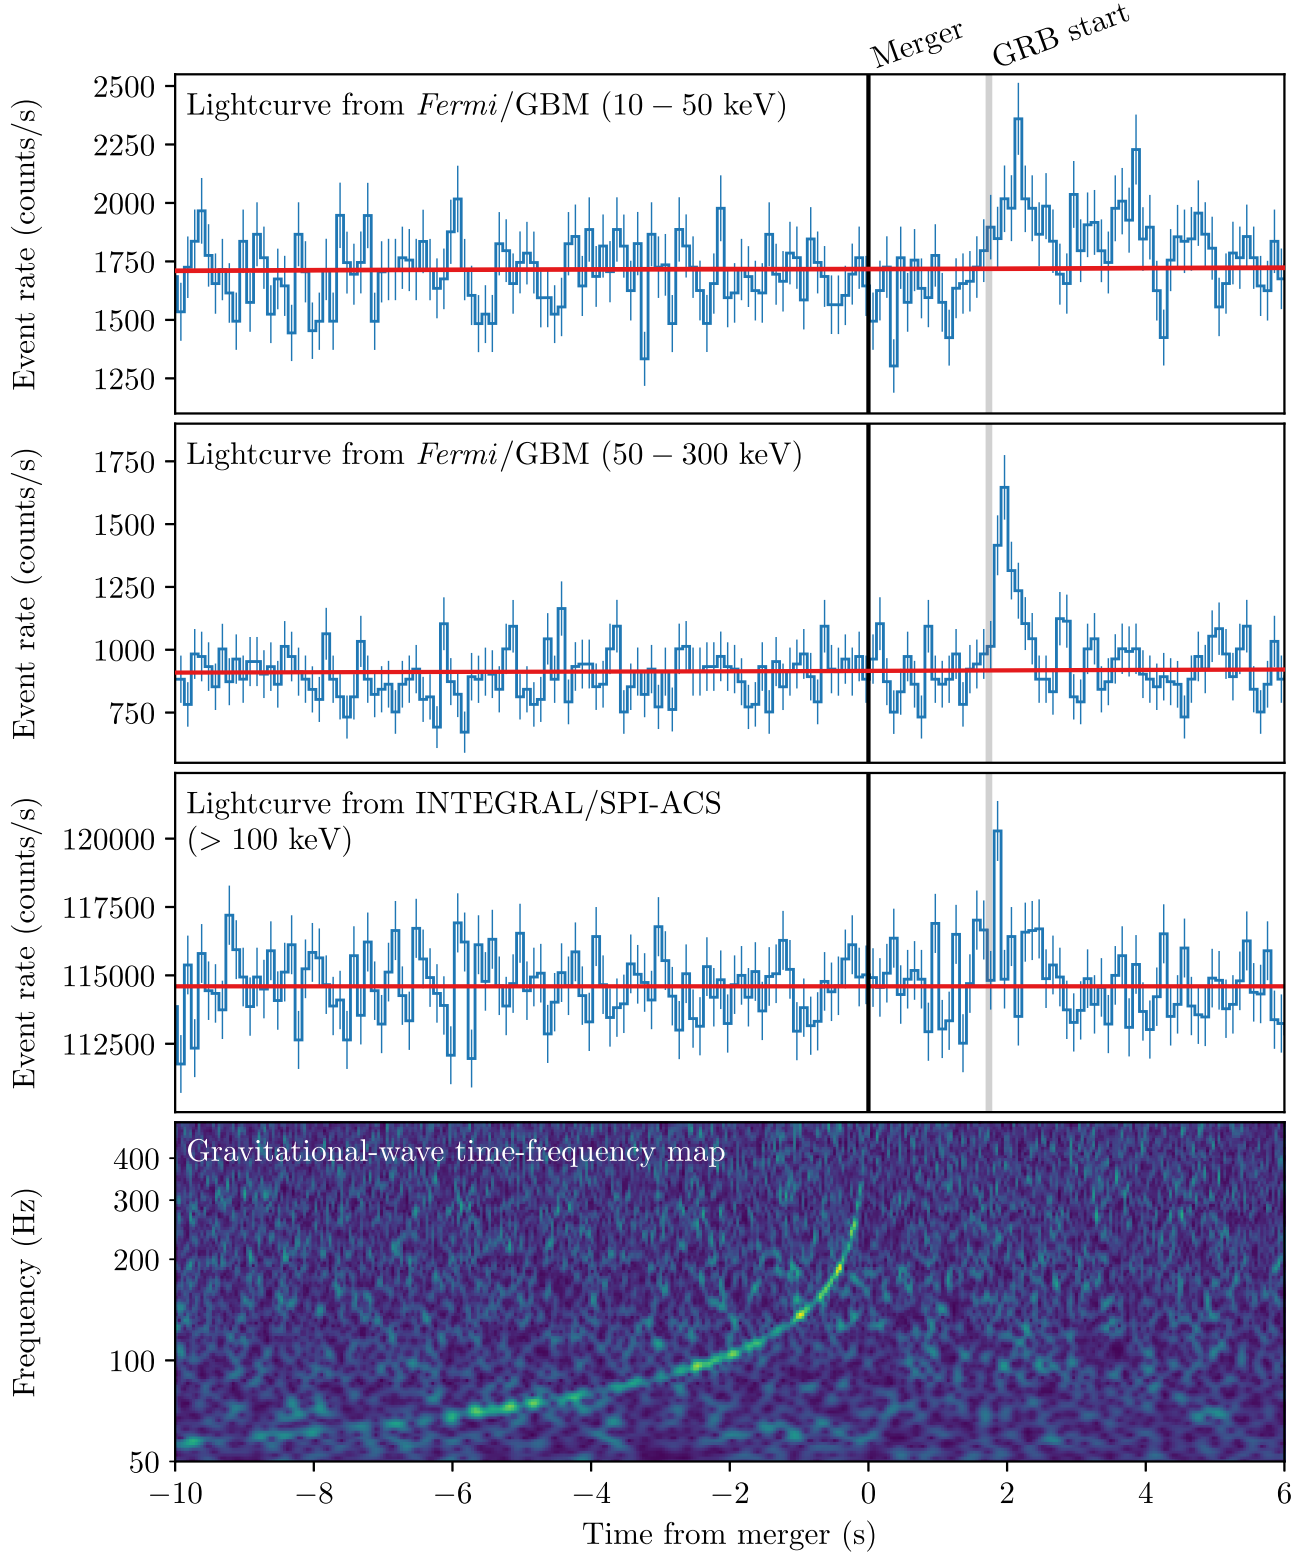 Merger
GRB start
Lightcurve from Fermi/GBM (10 − 50 keV)
Event rate (counts/s)
2500
2250
2000
1750
1500
1250
Lightcurve from Fermi/GBM (50 − 300 keV)
Event rate (counts/s)
1750
1500
1250
1000
750
Lightcurve from INTEGRAL/SPI-ACS
(> 100 keV)
Event rate (counts/s)
120000
117500
115000
112500
Gravitational-wave time-frequency map
Frequency (Hz)
400
300
200
100
50
−10 −8 −6 −4 −2 0 2 4 6
Time from merger (s)